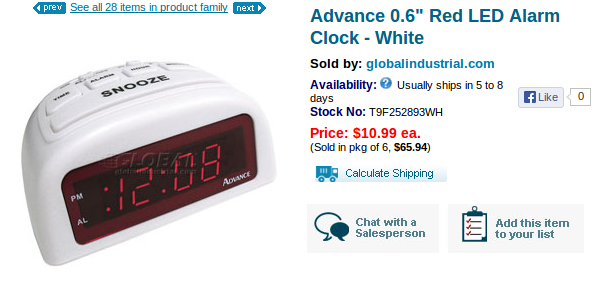 prev See all 28 items in product family next
Advance 0.6" Red LED Alarm
Clock - White
Sold by: globalindustrial.com
Availability: ? Usually ships in 5 to 8
days
Stock No: T9F252893WH
Price: $10.99 ea.
(Sold in pkg of 6, $65.94)
Like 0
Calculate Shipping
Chat with a
Salesperson
Add this item
to your list
TIME
ALARM
SNOOZE
GLOBAL
PM
12:08
AL
ADVANCE